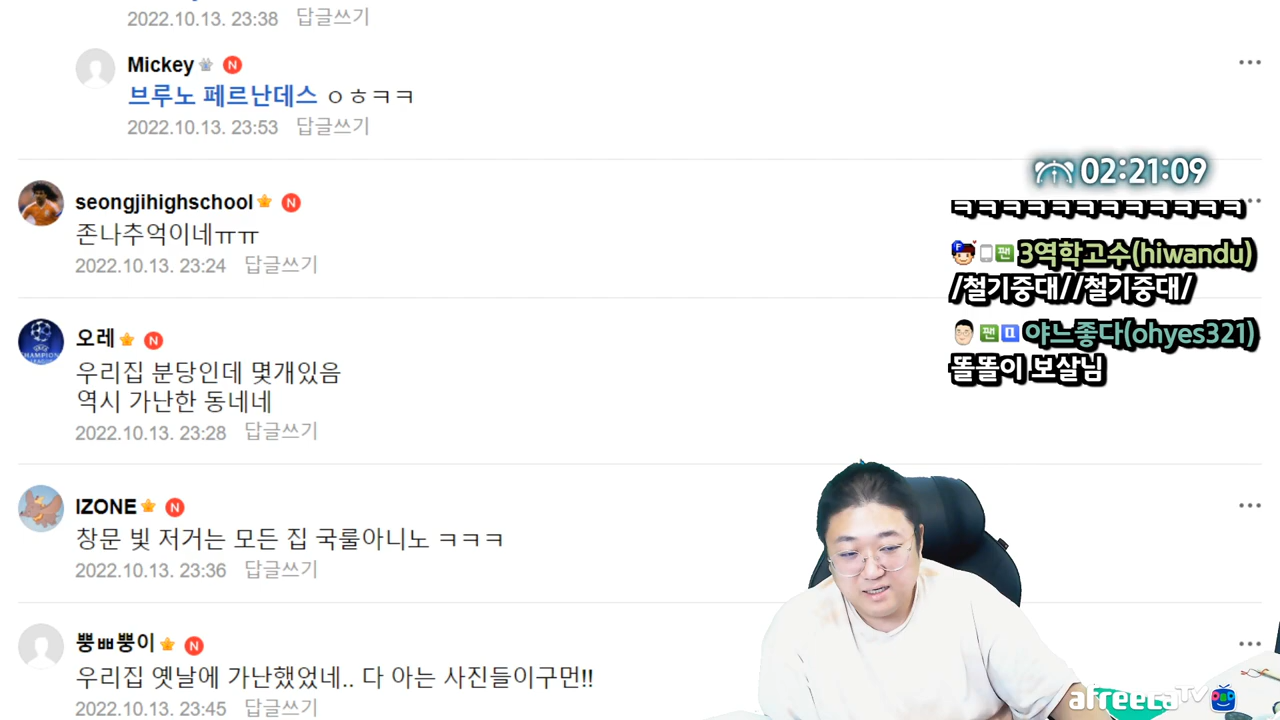 2022.10.13. 23:38 답글쓰기
Mickey N
브루노 페르난데스 ㅇㅎㅋㅋ
2022.10.13. 23:53 답글쓰기
seongjihighschool N
존나추억이네ㅠㅠ
2022.10.13. 23:24 답글쓰기
오레 N
우리집 분당인데 몇개있음
역시 가난한 동네네
2022.10.13. 23:28 답글쓰기
IZONE N
창문 빛 저거는 모든 집 국룰아니노 ㅋㅋㅋ
2022.10.13. 23:36 답글쓰기
뿡ㅃ뿡이 N
우리집 옛날에 가난했었네.. 다 아는 사진들이구먼!!
2022.10.13. 23:45 답글쓰기
02:21:09
ㅋㅋㅋㅋㅋㅋㅋㅋㅋㅋㅋㅋ
팬 3역학고수(hiwandu)
/철기중대//철기중대/
팬 야느좋다(ohyes321)
똘똘이 보살님
afreecaTV